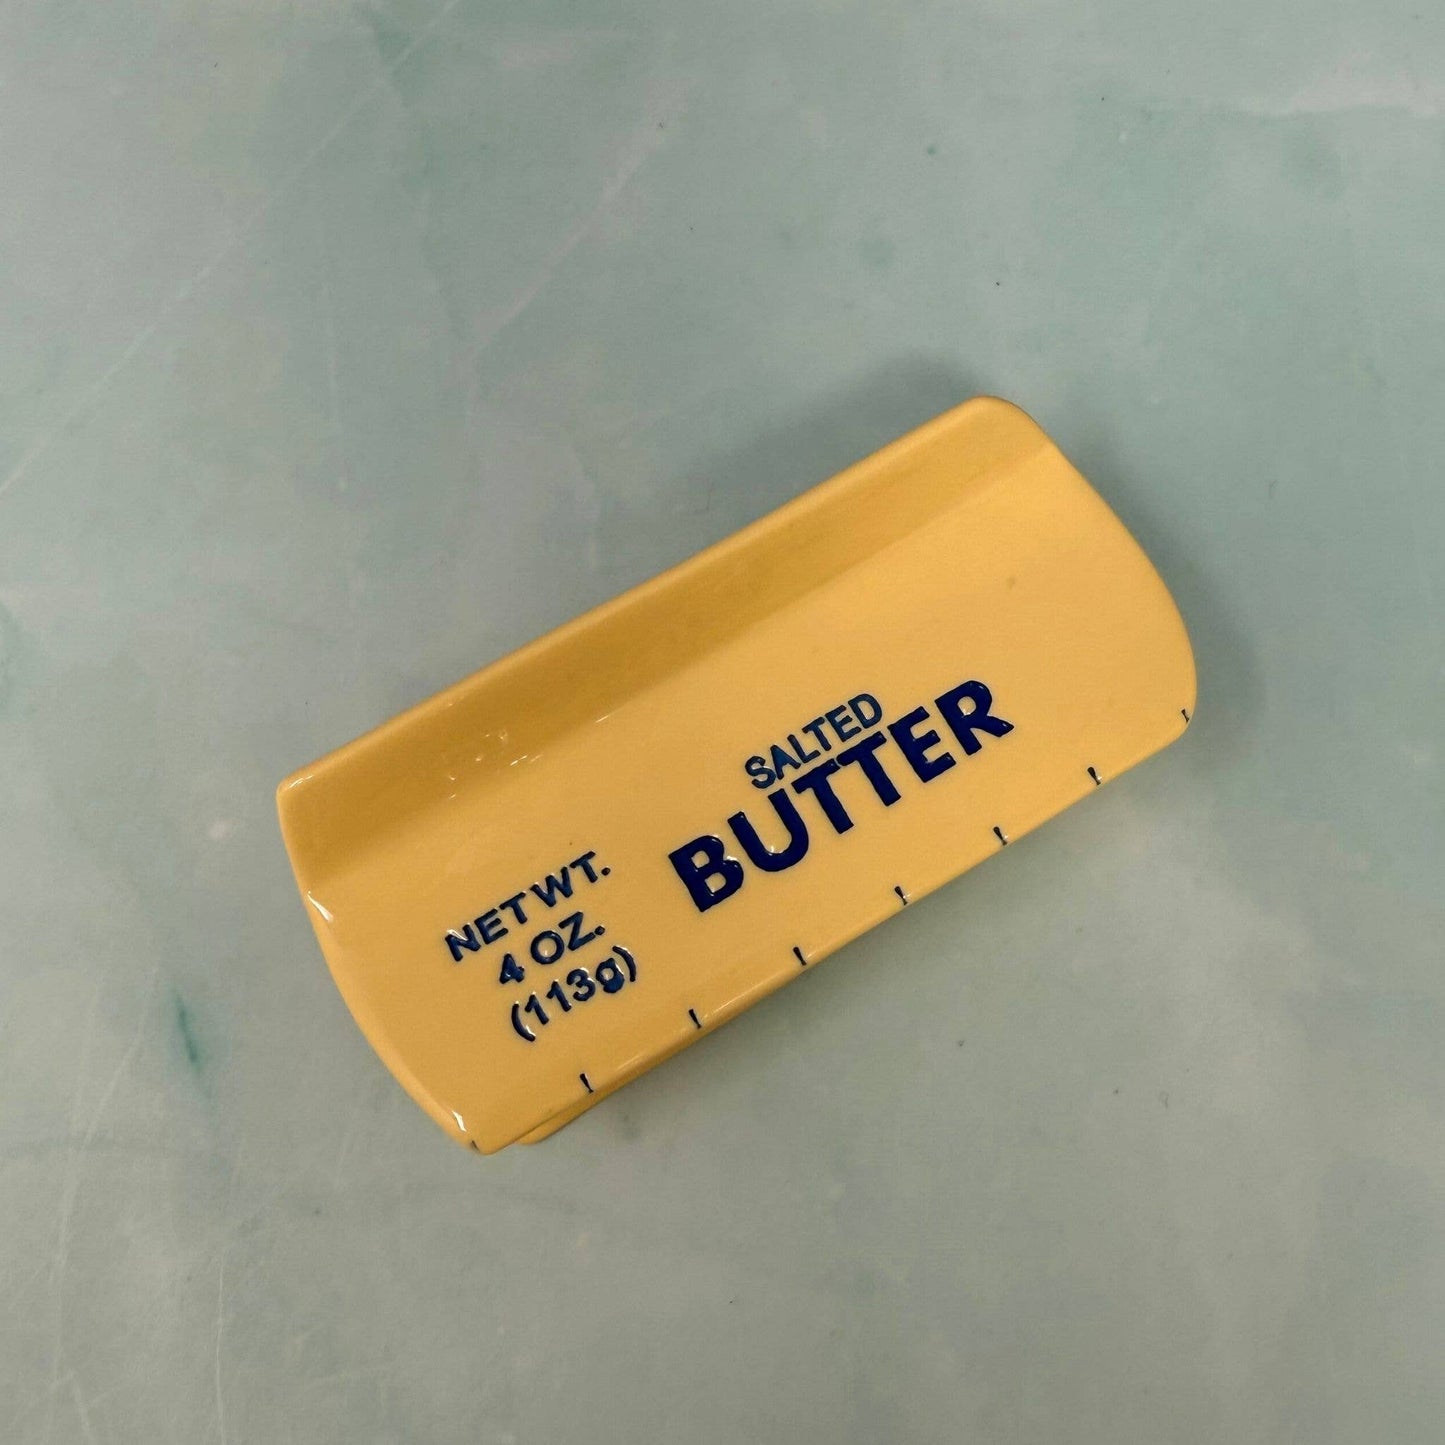 SALTED
BUTTER
NET WT.
4 OZ.
(113g)